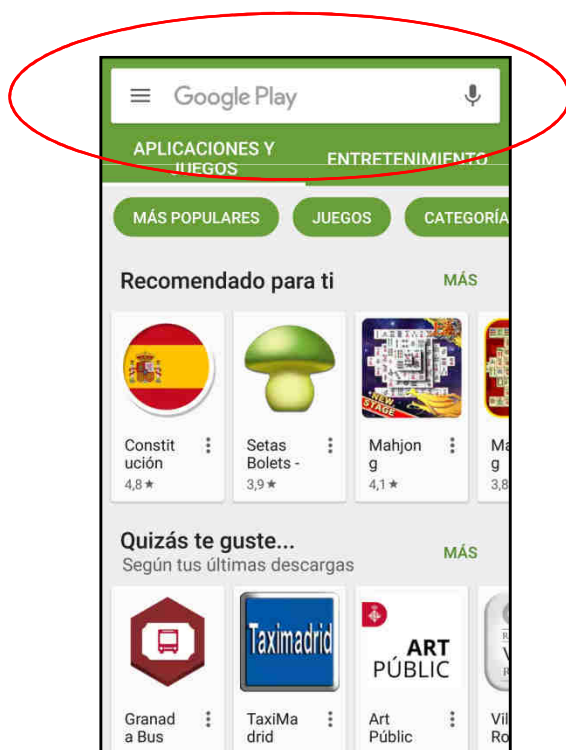 Google Play
APLICACIONES Y
JUEGOS
ENTRETENIMIENTO
MÁS POPULARES
JUEGOS
CATEGORÍA
Recomendado para ti
MÁS
NEW
STAGE
Constit
ución
4,8★
Setas
Bolets -
3,9★
Mahjon
g
4,1★
Ma
g
3,8
Quizás te guste...
MÁS
Según tus últimas descargas
Taximadrid
ART
PÚBLIC
Granad
a Bus
TaxiMa
drid
Art
Públic
Vil
Ro